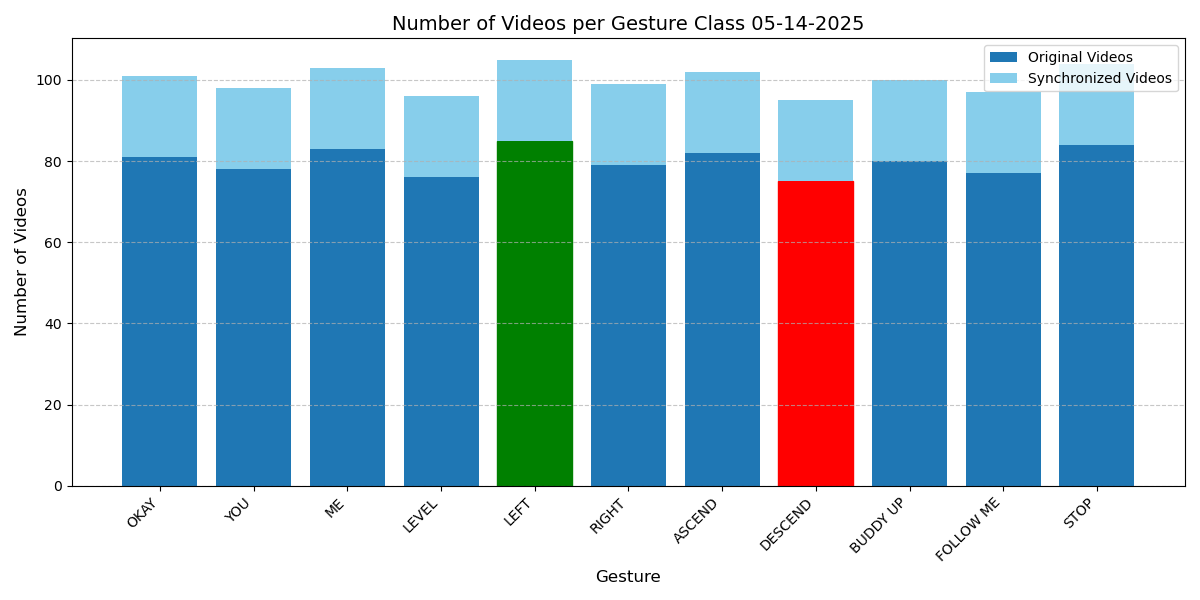 Number of Videos per Gesture Class 05-14-2025
Original Videos
Synchronized Videos
Number of Videos
100
80
60
40
20
0
OKAY
YOU
ME
LEVEL
LEFT
RIGHT
ASCEND
DESCEND
BUDDY UP
FOLLOW ME
STOP
Gesture